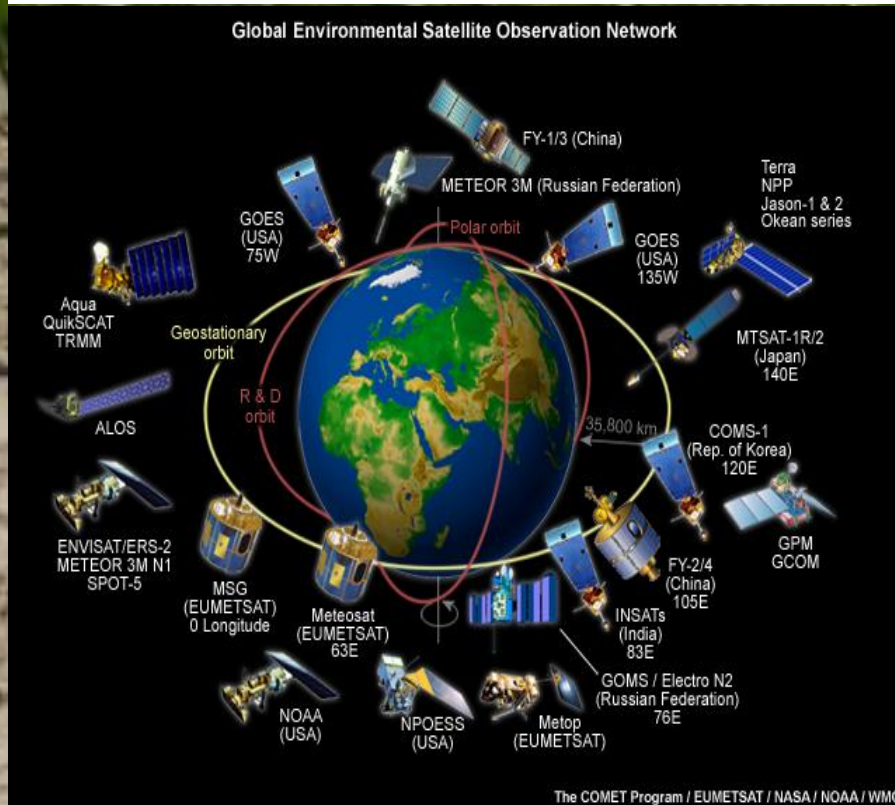 Global Environmental Satellite Observation Network
FY-1/3 (China)
METEOR 3M (Russian Federation)
Terra
NPP
Jason-1 & 2
Okean series
GOES
(USA)
75W
Polar orbit
GOES
(USA)
135W
Aqua
QuikSCAT
TRMM
Geostationary
orbit
MTSAT-1R/2
(Japan)
140E
R & D
orbit
ALOS
35,800 km
COMS-1
(Rep. of Korea)
120E
ENVISAT/ERS-2
METEOR 3M N1
SPOT-5
GPM
GCOM
MSG
(EUMETSAT)
0 Longitude
Meteosat
(EUMETSAT)
63E
FY-2/4
(China)
105E
INSATs
(India)
83E
GOMS / Electro N2
(Russian Federation)
76E
NOAA
(USA)
NPOESS
(USA)
Metop
(EUMETSAT)
The COMET Program / EUMETSAT / NASA / NOAA / WMO